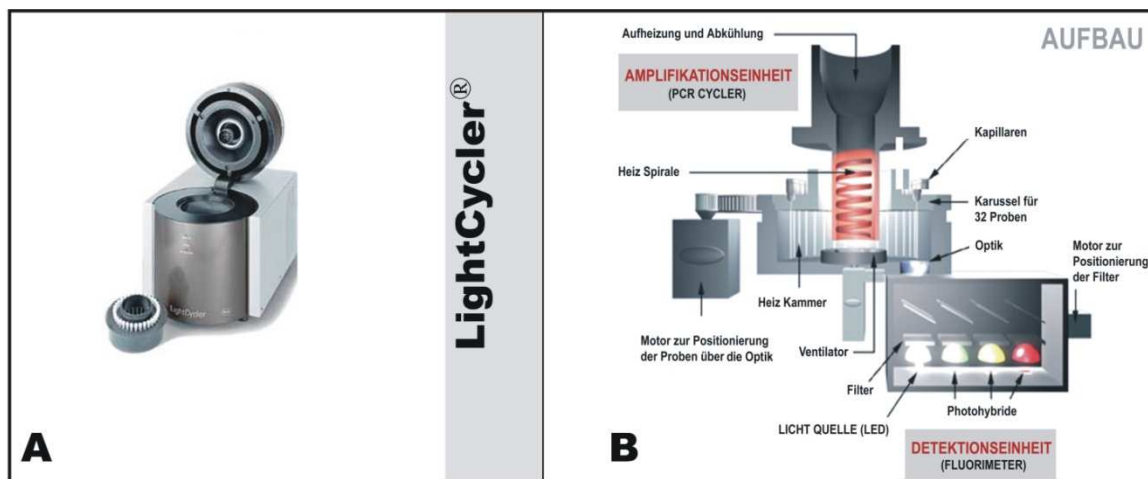 LightCycler®
LightCycler
A
AUFBAU
Aufheizung und Abkühlung
AMPLIFIKATIONSEINHEIT
(PCR CYCLER)
Kapillaren
Heiz Spirale
Karussel für
32 Proben
Optik
Motor zur
Positionierung
der Filter
Heiz Kammer
Motor zur Positionierung
der Proben über die Optik
Ventilator
Filter
Photohybride
LICHT QUELLE (LED)
B
DETEKTIONSEINHEIT
(FLUORIMETER)